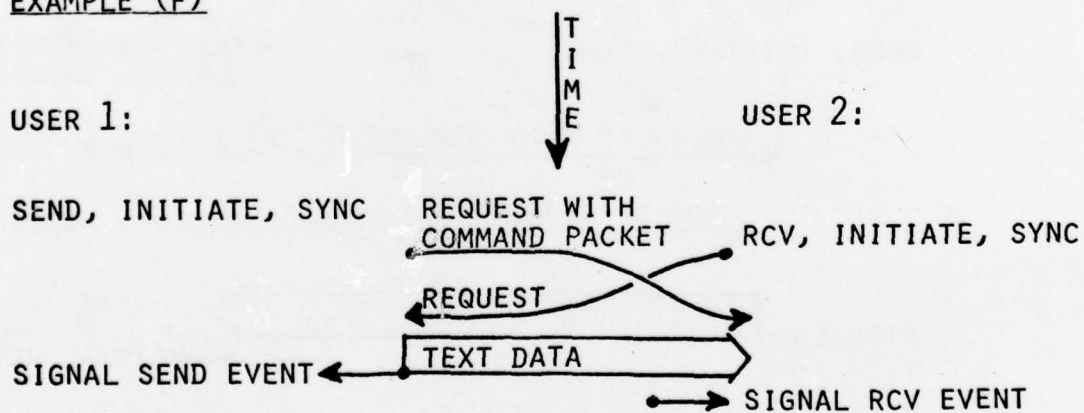 EXAMPLE (F)
TIME
USER 1:
USER 2:
SEND, INITIATE, SYNC
REQUEST WITH
COMMAND PACKET
RCV, INITIATE, SYNC
REQUEST
TEXT DATA
SIGNAL SEND EVENT
SIGNAL RCV EVENT